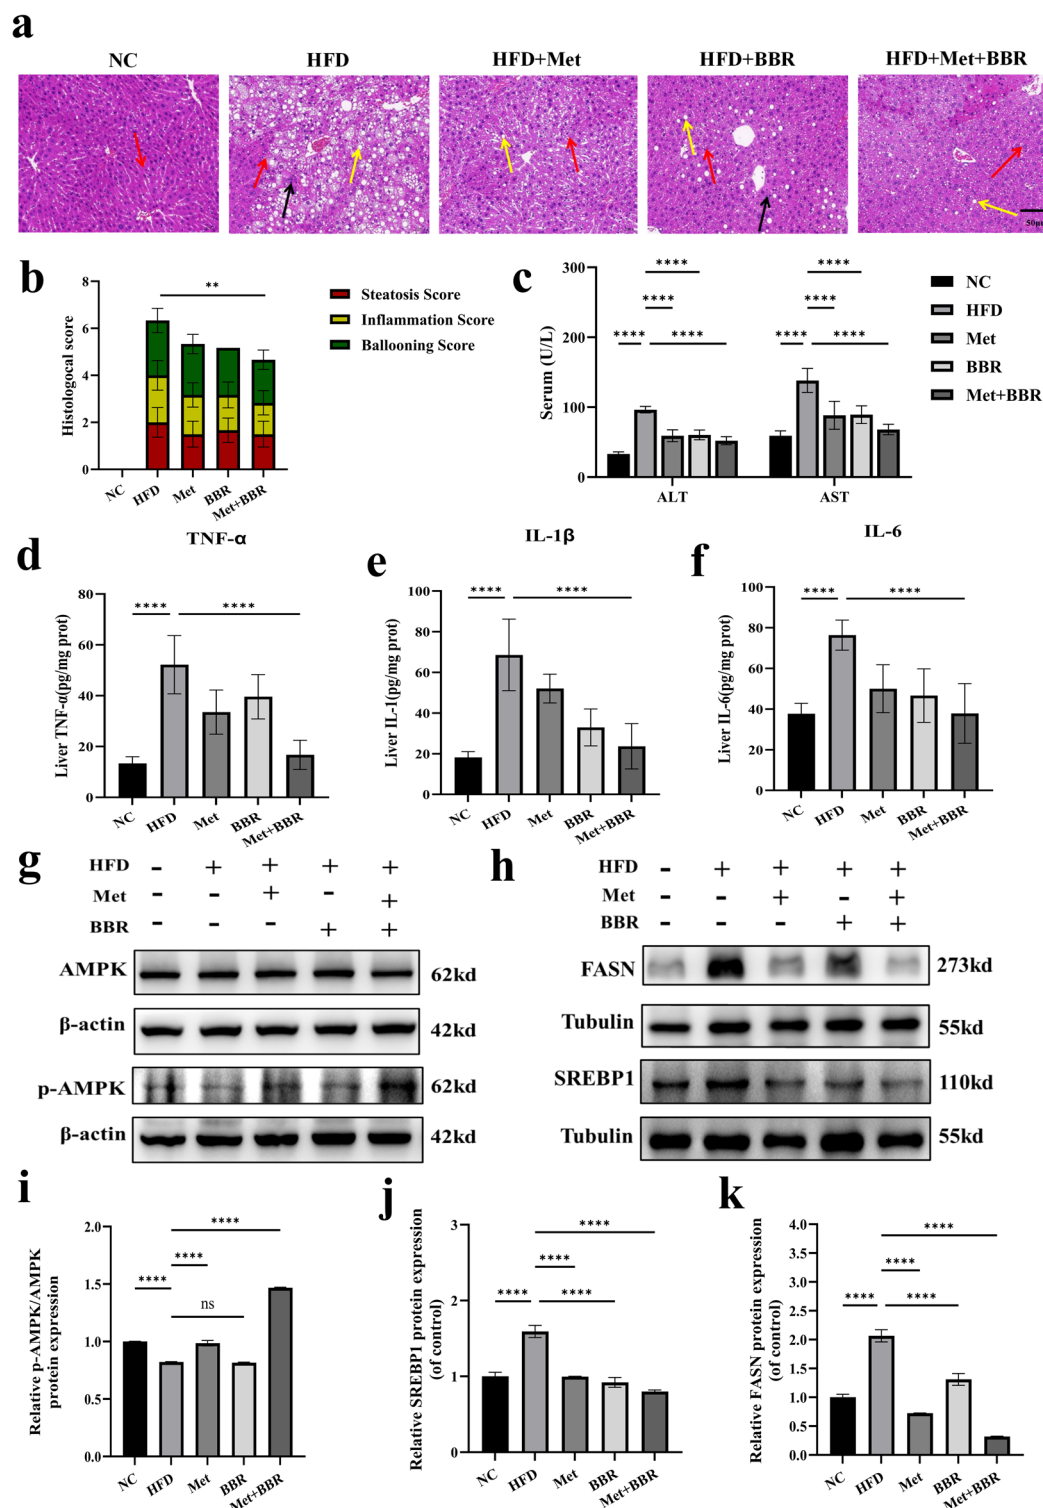 a
NC HFD HFD+Met HFD+BBR HFD+Met+BBR
50μm
b
Histologocal score
8
6
4
2
0
**
NC HFD Met BBR Met+BBR
Steatosis Score
Inflammation Score
Ballooning Score
c
Serum (U/L)
300
200
100
0
****
****
**** ****
****
****
**** ****
ALT AST
NC
HFD
Met
BBR
Met+BBR
d
TNF-α
Liver TNF-α(pg/mg prot)
80
60
40
20
0
**** ****
NC HFD Met BBR Met+BBR
e
IL-1β
Liver IL-1(pg/mg prot)
100
80
60
40
20
0
**** ****
NC HFD Met BBR Met+BBR
f
IL-6
Liver IL-6(pg/mg prot)
100
80
60
40
20
0
**** ****
NC HFD Met BBR Met+BBR
g
HFD - + + + +
Met - - + - +
BBR - - - + +
AMPK 62kd
β-actin 42kd
p-AMPK 62kd
β-actin 42kd
h
HFD - + + + +
Met - - + - +
BBR - - - + +
FASN 273kd
Tubulin 55kd
SREBP1 110kd
Tubulin 55kd
i
Relative p-AMPK/AMPK
protein expression
2.0
1.5
1.0
0.5
0.0
****
****
****
ns
NC HFD Met BBR Met+BBR
j
Relative SREBP1 protein expression
(of control)
3
2
1
0
****
****
**** ****
NC HFD Met BBR Met+BBR
k
Relative FASN protein expression
(of control)
4.0
3.5
3.0
2.5
2.0
1.5
1.0
0.5
0.0
****
****
**** ****
NC HFD Met BBR Met+BBR